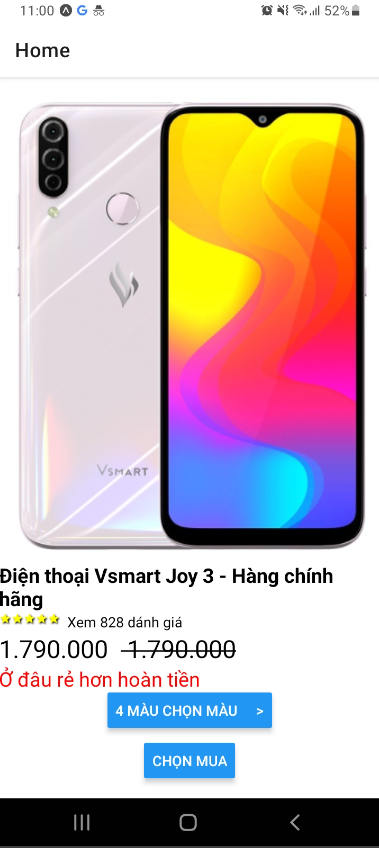 11:00
52%
Home
VSMART
Điện thoại Vsmart Joy 3 - Hàng chính
hãng
Xem 828 dánh giá
1.790.000 1.790.000
Ở đâu rẻ hơn hoàn tiền
4 MÀU CHỌN MÀU >
CHỌN MUA